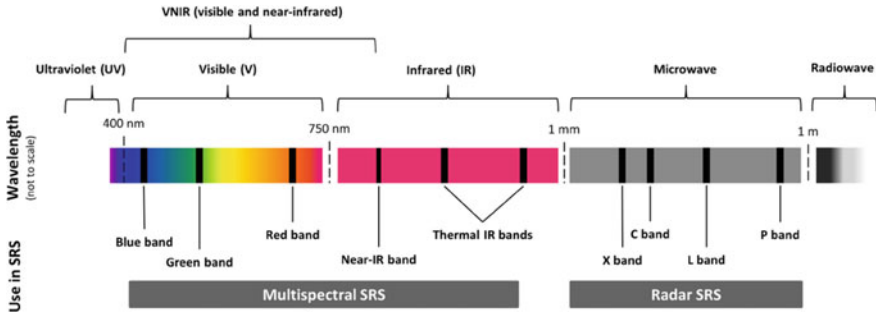 VNIR (visible and near-infrared)
Ultraviolet (UV)
Visible (V)
Infrared (IR)
Microwave
Radiowave
400 nm
750 nm
1 mm
1 m
Wavelength
(not to scale)
Blue band
Green band
Red band
Near-IR band
Thermal IR bands
X band
C band
L band
P band
Use in SRS
Multispectral SRS
Radar SRS